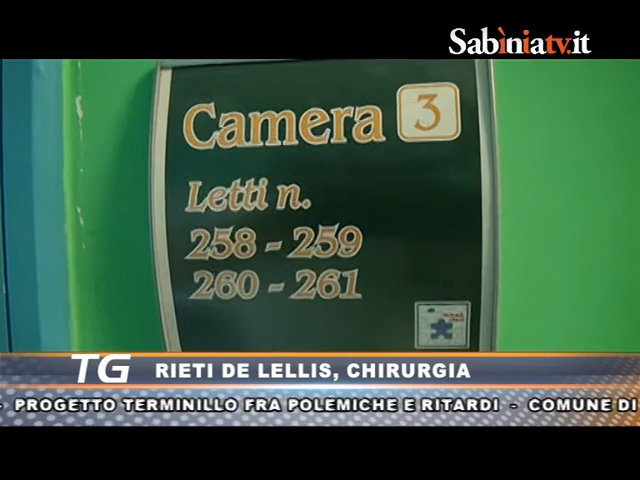 Sabìniatv.it
Camera 3
Letti n.
258 - 259
260 - 261
TG RIETI DE LELLIS, CHIRURGIA
- PROGETTO TERMINILLO FRA POLEMICHE E RITARDI - COMUNE DI